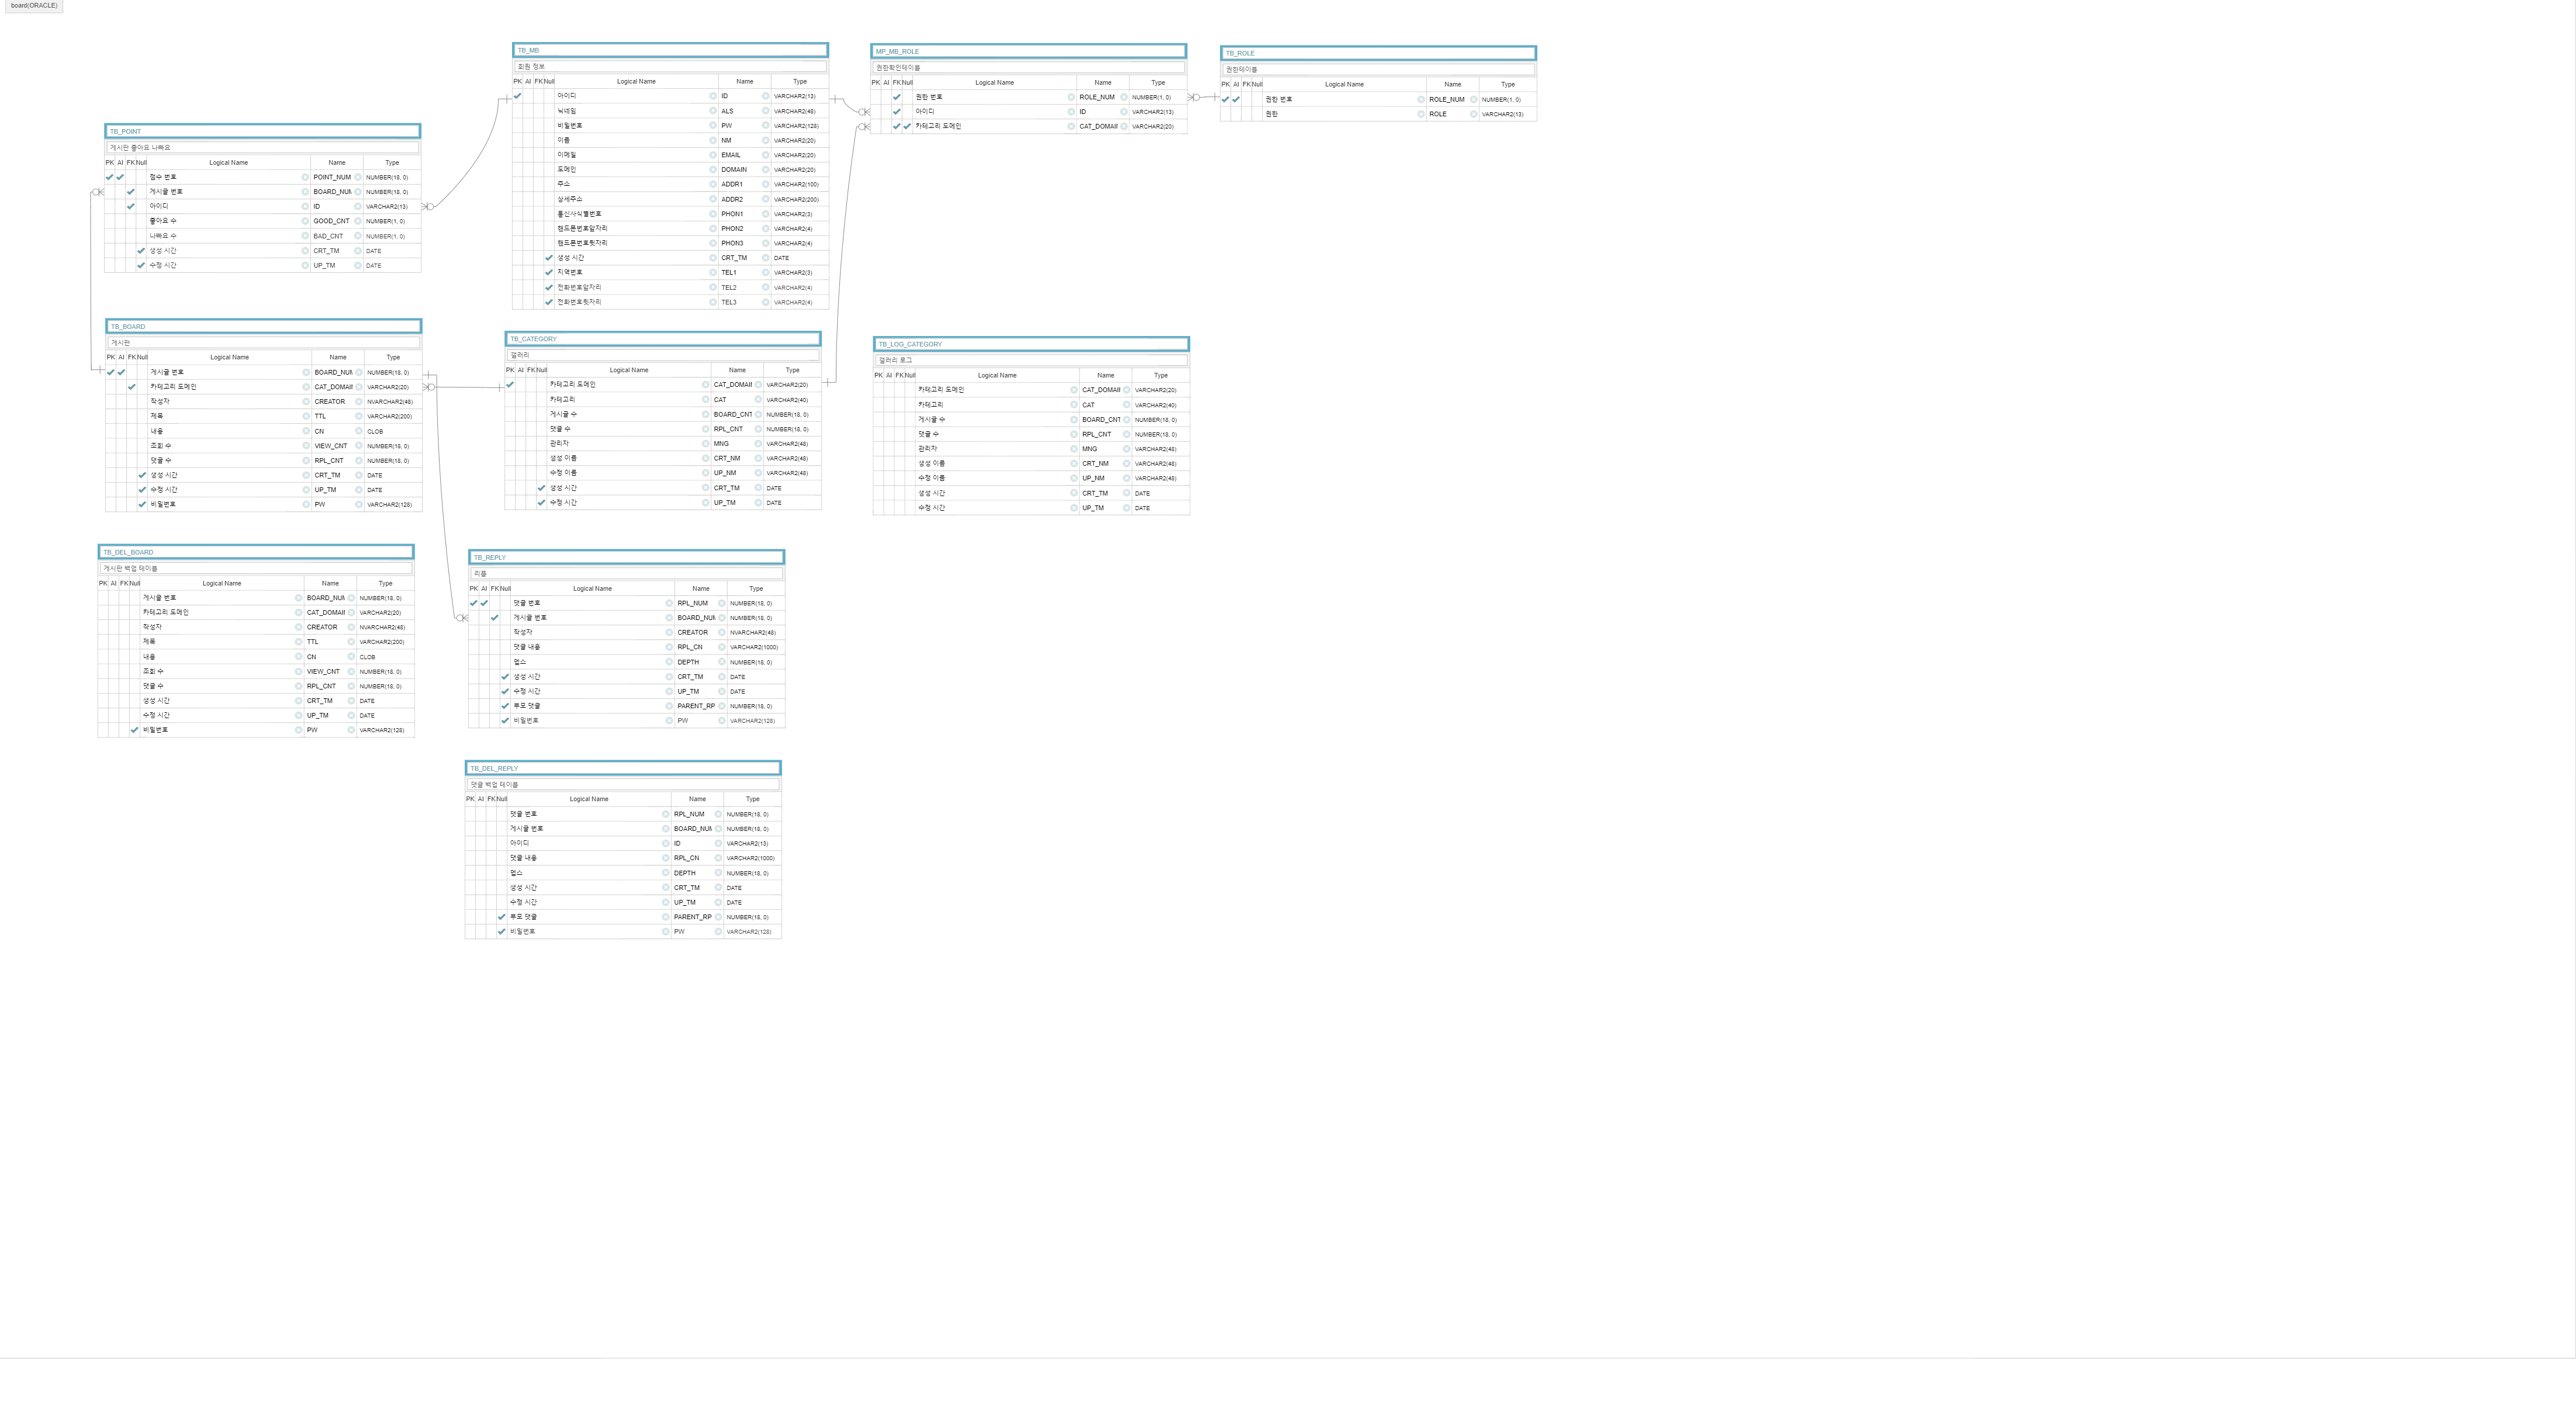 board(ORACLE)
TB_MB
회원 정보
PK AI FK Null Logical Name Name Type
아이디 ID VARCHAR2(13)
닉네임 ALS VARCHAR2(48)
비밀번호 PW VARCHAR2(128)
이름 NM VARCHAR2(20)
이메일 EMAIL VARCHAR2(20)
도메인 DOMAIN VARCHAR2(20)
주소 ADDR1 VARCHAR2(100)
상세주소 ADDR2 VARCHAR2(200)
통신사식별번호 PHON1 VARCHAR2(3)
핸드폰번호앞자리 PHON2 VARCHAR2(4)
핸드폰번호뒷자리 PHON3 VARCHAR2(4)
생성 시간 CRT_TM DATE
지역번호 TEL1 VARCHAR2(3)
전화번호앞자리 TEL2 VARCHAR2(4)
전화번호뒷자리 TEL3 VARCHAR2(4)
MP_MB_ROLE
권한확인테이블
PK AI FK Null Logical Name Name Type
권한 번호 ROLE_NUM NUMBER(1, 0)
아이디 ID VARCHAR2(13)
카테고리 도메인 CAT_DOMAII VARCHAR2(20)
TB_ROLE
권한테이블
PK AI FK Null Logical Name Name Type
권한 번호 ROLE_NUM NUMBER(1, 0)
권한 ROLE VARCHAR2(13)
TB_POINT
게시판 좋아요 나빠요
PK AI FK Null Logical Name Name Type
점수 번호 POINT_NUM NUMBER(18, 0)
게시글 번호 BOARD_NUM NUMBER(18, 0)
아이디 ID VARCHAR2(13)
좋아요 수 GOOD_CNT NUMBER(1, 0)
나빠요 수 BAD_CNT NUMBER(1, 0)
생성 시간 CRT_TM DATE
수정 시간 UP_TM DATE
TB_BOARD
게시판
PK AI FK Null Logical Name Name Type
게시글 번호 BOARD_NUM NUMBER(18, 0)
카테고리 도메인 CAT_DOMAII VARCHAR2(20)
작성자 CREATOR NVARCHAR2(48)
제목 TTL VARCHAR2(200)
내용 CN CLOB
조회 수 VIEW_CNT NUMBER(18, 0)
댓글 수 RPL_CNT NUMBER(18, 0)
생성 시간 CRT_TM DATE
수정 시간 UP_TM DATE
비밀번호 PW VARCHAR2(128)
TB_CATEGORY
갤러리
PK AI FK Null Logical Name Name Type
카테고리 도메인 CAT_DOMAII VARCHAR2(20)
카테고리 CAT VARCHAR2(40)
게시글 수 BOARD_CNT NUMBER(18, 0)
댓글 수 RPL_CNT NUMBER(18, 0)
관리자 MNG VARCHAR2(48)
생성 이름 CRT_NM VARCHAR2(48)
수정 이름 UP_NM VARCHAR2(48)
생성 시간 CRT_TM DATE
수정 시간 UP_TM DATE
TB_LOG_CATEGORY
갤러리 로그
PK AI FK Null Logical Name Name Type
카테고리 도메인 CAT_DOMAII VARCHAR2(20)
카테고리 CAT VARCHAR2(40)
게시글 수 BOARD_CNT NUMBER(18, 0)
댓글 수 RPL_CNT NUMBER(18, 0)
관리자 MNG VARCHAR2(48)
생성 이름 CRT_NM VARCHAR2(48)
수정 이름 UP_NM VARCHAR2(48)
생성 시간 CRT_TM DATE
수정 시간 UP_TM DATE
TB_DEL_BOARD
게시판 백업 테이블
PK AI FK Null Logical Name Name Type
게시글 번호 BOARD_NUM NUMBER(18, 0)
카테고리 도메인 CAT_DOMAII VARCHAR2(20)
작성자 CREATOR NVARCHAR2(48)
제목 TTL VARCHAR2(200)
내용 CN CLOB
조회 수 VIEW_CNT NUMBER(18, 0)
댓글 수 RPL_CNT NUMBER(18, 0)
생성 시간 CRT_TM DATE
수정 시간 UP_TM DATE
비밀번호 PW VARCHAR2(128)
TB_REPLY
리플
PK AI FK Null Logical Name Name Type
댓글 번호 RPL_NUM NUMBER(18, 0)
게시글 번호 BOARD_NUM NUMBER(18, 0)
작성자 CREATOR NVARCHAR2(48)
댓글 내용 RPL_CN VARCHAR2(1000)
뎁스 DEPTH NUMBER(18, 0)
생성 시간 CRT_TM DATE
수정 시간 UP_TM DATE
부모 댓글 PARENT_RP NUMBER(18, 0)
비밀번호 PW VARCHAR2(128)
TB_DEL_REPLY
댓글 백업 테이블
PK AI FK Null Logical Name Name Type
댓글 번호 RPL_NUM NUMBER(18, 0)
게시글 번호 BOARD_NUM NUMBER(18, 0)
아이디 ID VARCHAR2(13)
댓글 내용 RPL_CN VARCHAR2(1000)
뎁스 DEPTH NUMBER(18, 0)
생성 시간 CRT_TM DATE
수정 시간 UP_TM DATE
부모 댓글 PARENT_RP NUMBER(18, 0)
비밀번호 PW VARCHAR2(128)